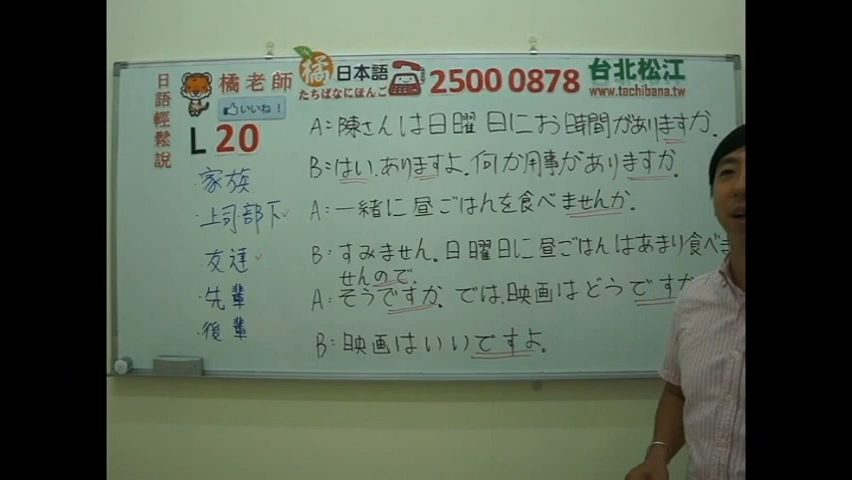 日語輕鬆說
橘老師
橘日本語
たちばなにほんご
2500 0878
台北松江
www.tachibana.tw
いいね！
L 20
・家族
・上司・部下
友達
・先輩
・後輩
A：陳さんは日曜日にお時間がありますか。
B：はい、ありますよ。何か用事がありますか。
A：一緒に昼ごはんを食べませんか。
B：すみません。日曜日に昼ごはんはあまり食べま
せんので。
A：そうですか。では、映画はどうですか
B：映画はいいですよ。